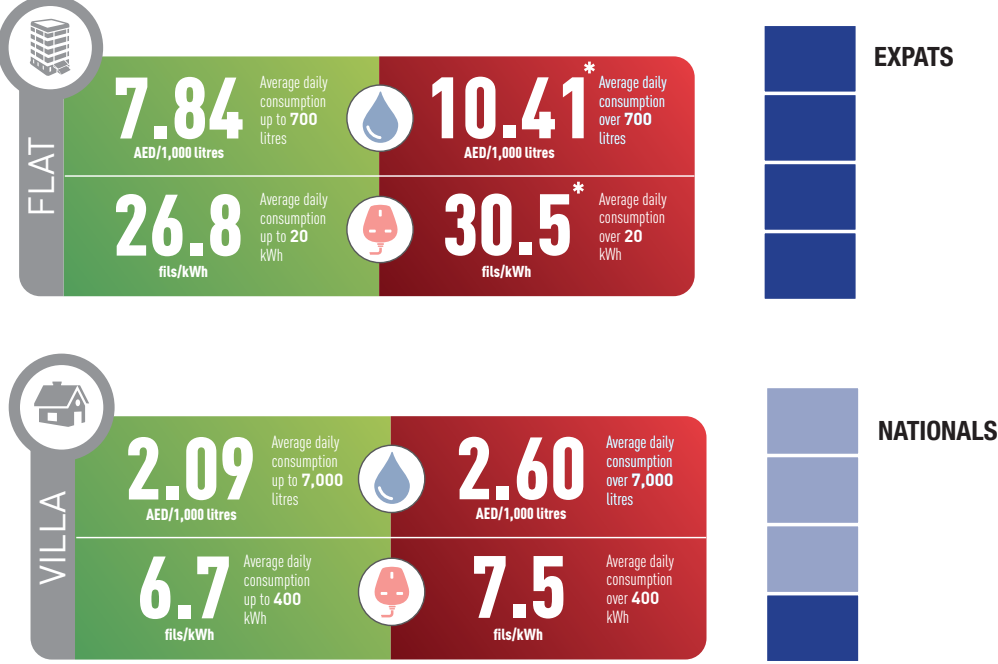 FLAT
7.84
AED/1,000 litres
Average daily
consumption
up to 700
litres
10.41*
AED/1,000 litres
Average daily
consumption
over 700
litres
26.8
fils/kWh
Average daily
consumption
up to 20
kWh
30.5*
fils/kWh
Average daily
consumption
over 20
kWh
EXPATS
VILLA
2.09
AED/1,000 litres
Average daily
consumption
up to 7,000
litres
2.60
AED/1,000 litres
Average daily
consumption
over 7,000
litres
6.7
fils/kWh
Average daily
consumption
up to 400
kWh
7.5
fils/kWh
Average daily
consumption
over 400
kWh
NATIONALS